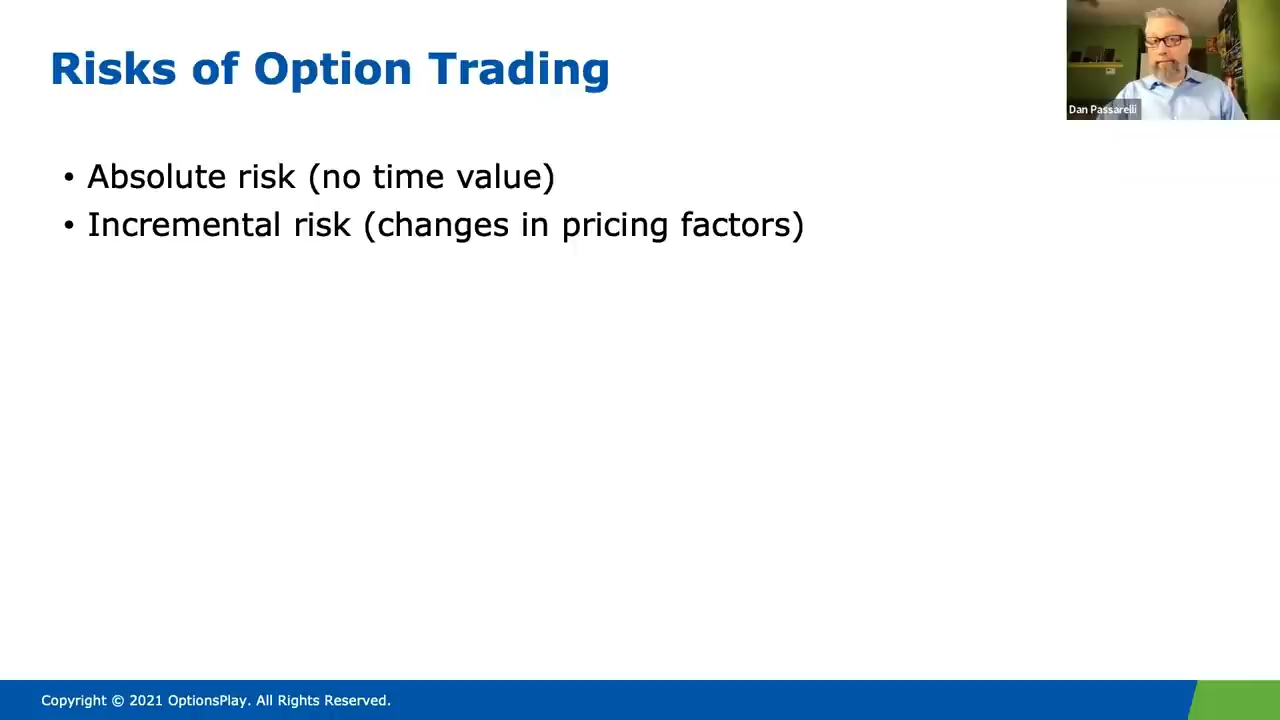 Risks of Option Trading
Dan Passarelli
• Absolute risk (no time value)
• Incremental risk (changes in pricing factors)
Copyright © 2021 OptionsPlay. All Rights Reserved.